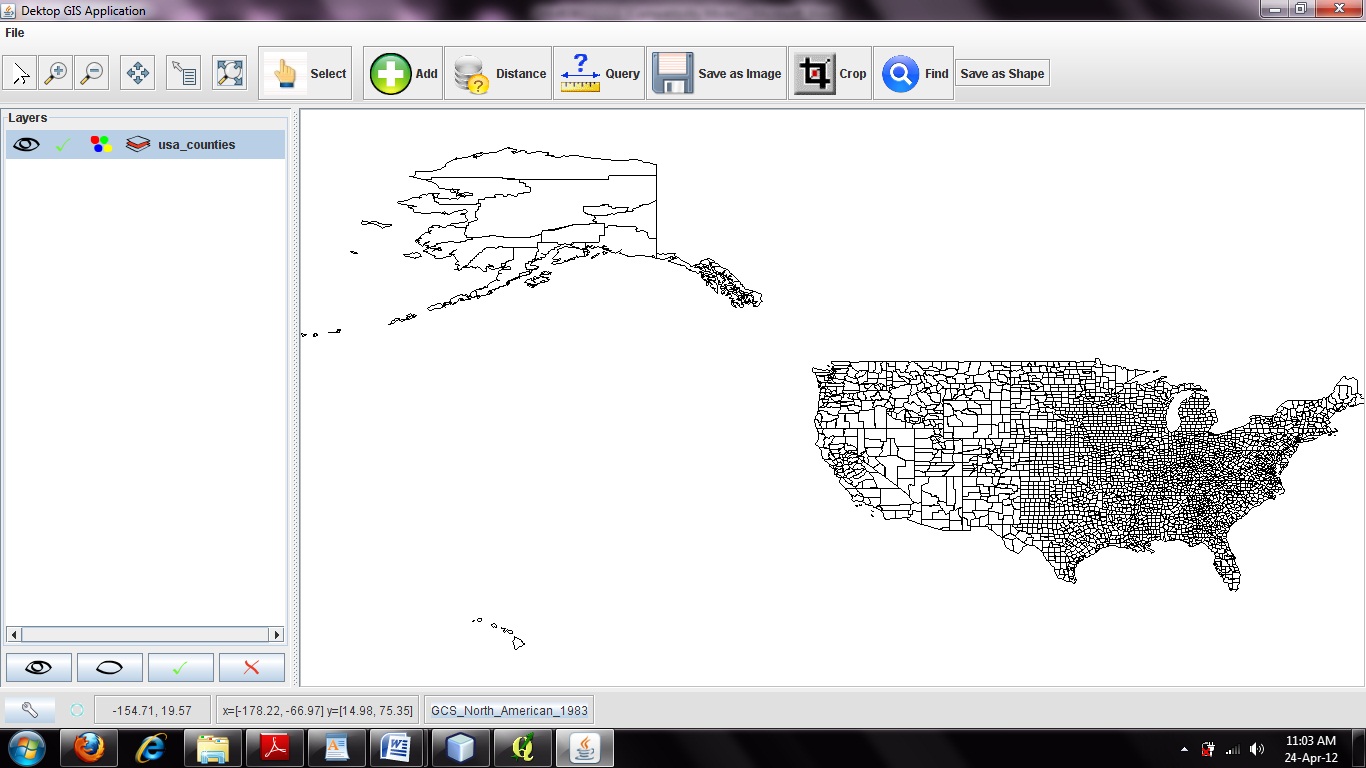 Dektop GIS Application
File
Select
Add
Distance
Query
Save as Image
Crop
Find
Save as Shape
Layers
usa_counties
-154.71, 19.57
x=[-178.22, -66.97] y=[14.98, 75.35]
GCS_North_American_1983
11:03 AM
24-Apr-12